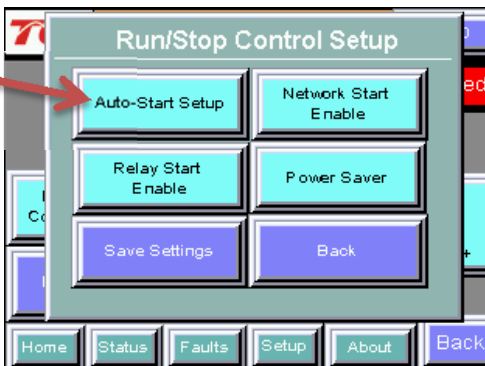 Run/Stop Control Setup
Auto-Start Setup
Network Start
Enable
Relay Start
Enable
Power Saver
Save Settings
Back
Home
Status
Faults
Setup
About
Back